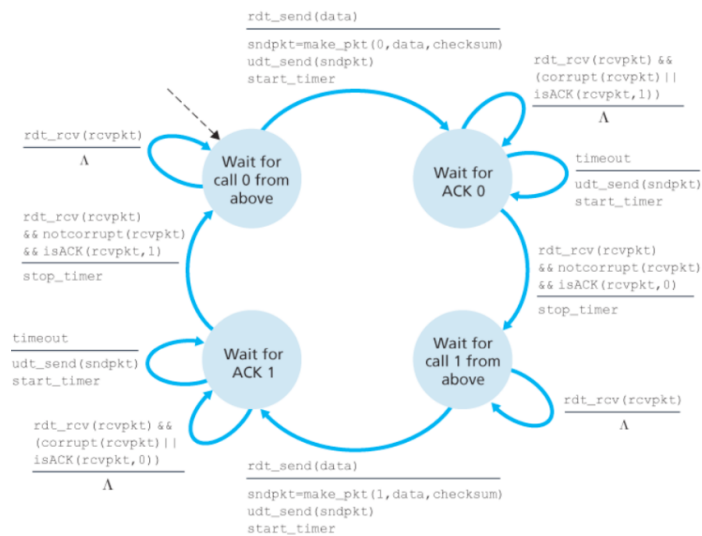 rdt_send(data)
sndpkt=make_pkt(0,data,checksum)
udt_send(sndpkt)
start_timer
rdt_rcv(rcvpkt) &&
(corrupt(rcvpkt)||
isACK(rcvpkt,1))
Λ
rdt_rcv(rcvpkt)
Λ
Wait for
call 0 from
above
Wait for
ACK 0
timeout
udt_send(sndpkt)
start_timer
rdt_rcv(rcvpkt)
&& notcorrupt(rcvpkt)
&& isACK(rcvpkt,1)
stop_timer
rdt_rcv(rcvpkt)
&& notcorrupt(rcvpkt)
&& isACK(rcvpkt,0)
stop_timer
timeout
udt_send(sndpkt)
start_timer
Wait for
ACK 1
Wait for
call 1 from
above
rdt_rcv(rcvpkt)
Λ
rdt_rcv(rcvpkt) &&
(corrupt(rcvpkt)||
isACK(rcvpkt,0))
Λ
rdt_send(data)
sndpkt=make_pkt(1,data,checksum)
udt_send(sndpkt)
start_timer